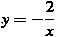 y = −2/x